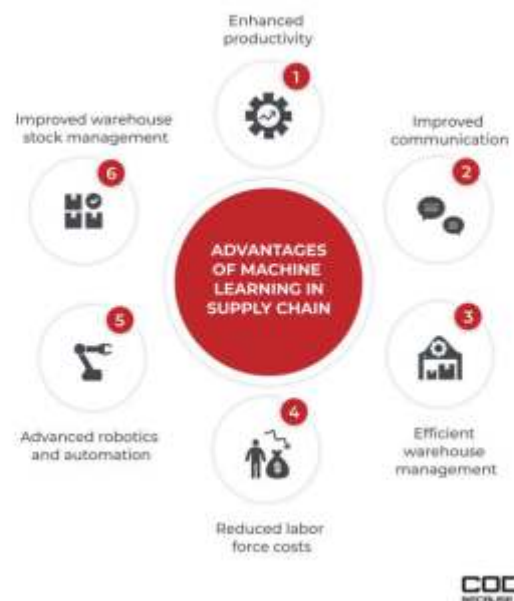 Enhanced
productivity
1
Improved
communication
2
3
Efficient
warehouse
management
4
Reduced labor
force costs
5
Advanced robotics
and automation
Improved warehouse
stock management
6
ADVANTAGES
OF MACHINE
LEARNING IN
SUPPLY CHAIN
$